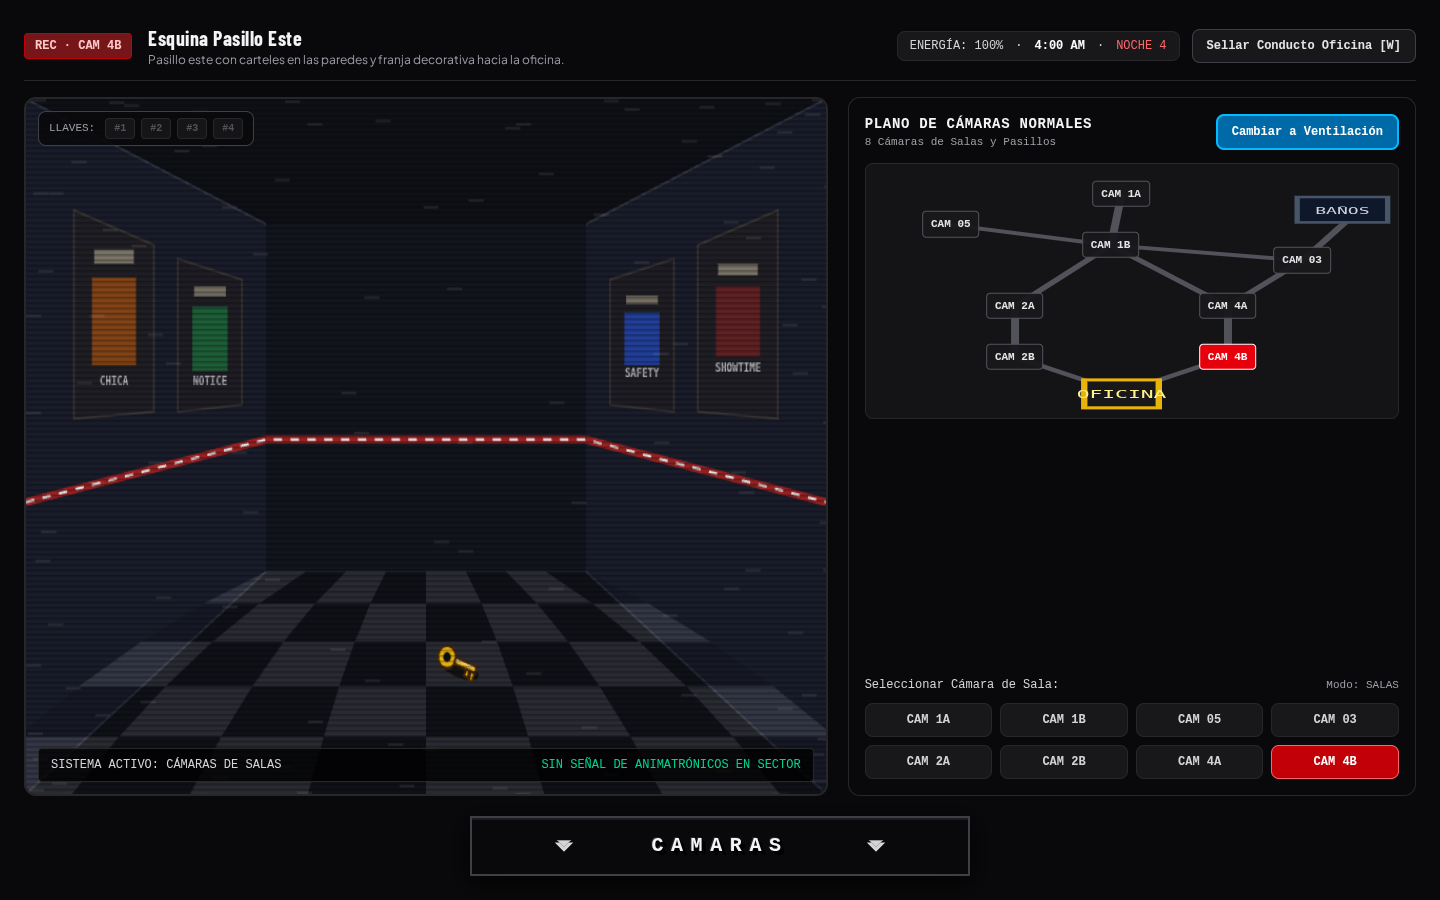 REC · CAM 4B
Esquina Pasillo Este
Pasillo este con carteles en las paredes y franja decorativa hacia la oficina.
ENERGÍA: 100% · 4:00 AM · NOCHE 4
Sellar Conducto Oficina [W]
LLAVES: #1 #2 #3 #4
CHICA
NOTICE
SAFETY
SHOWTIME
SISTEMA ACTIVO: CÁMARAS DE SALAS
SIN SEÑAL DE ANIMATRÓNICOS EN SECTOR
PLANO DE CÁMARAS NORMALES
8 Cámaras de Salas y Pasillos
Cambiar a Ventilación
CAM 1A
BAÑOS
CAM 05
CAM 1B
CAM 03
CAM 2A
CAM 4A
CAM 2B
CAM 4B
OFICINA
Seleccionar Cámara de Sala:
Modo: SALAS
CAM 1A
CAM 1B
CAM 05
CAM 03
CAM 2A
CAM 2B
CAM 4A
CAM 4B
CAMARAS